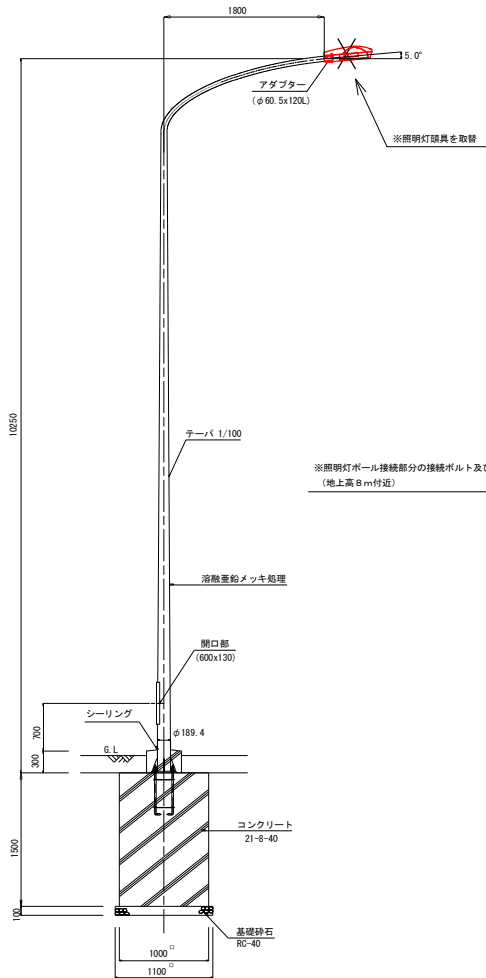 1800
5.0°
アダプター
(φ60.5x120L)
※照明灯頭具を取替
10250
テーパ 1/100
※照明灯ポール接続部分の接続ボルト及び
(地上高8m付近)
溶融亜鉛メッキ処理
開口部
(600x130)
700
シーリング
φ189.4
G.L
300
1500
コンクリート
21-8-40
100
基礎砕石
RC-40
1000□
1100□